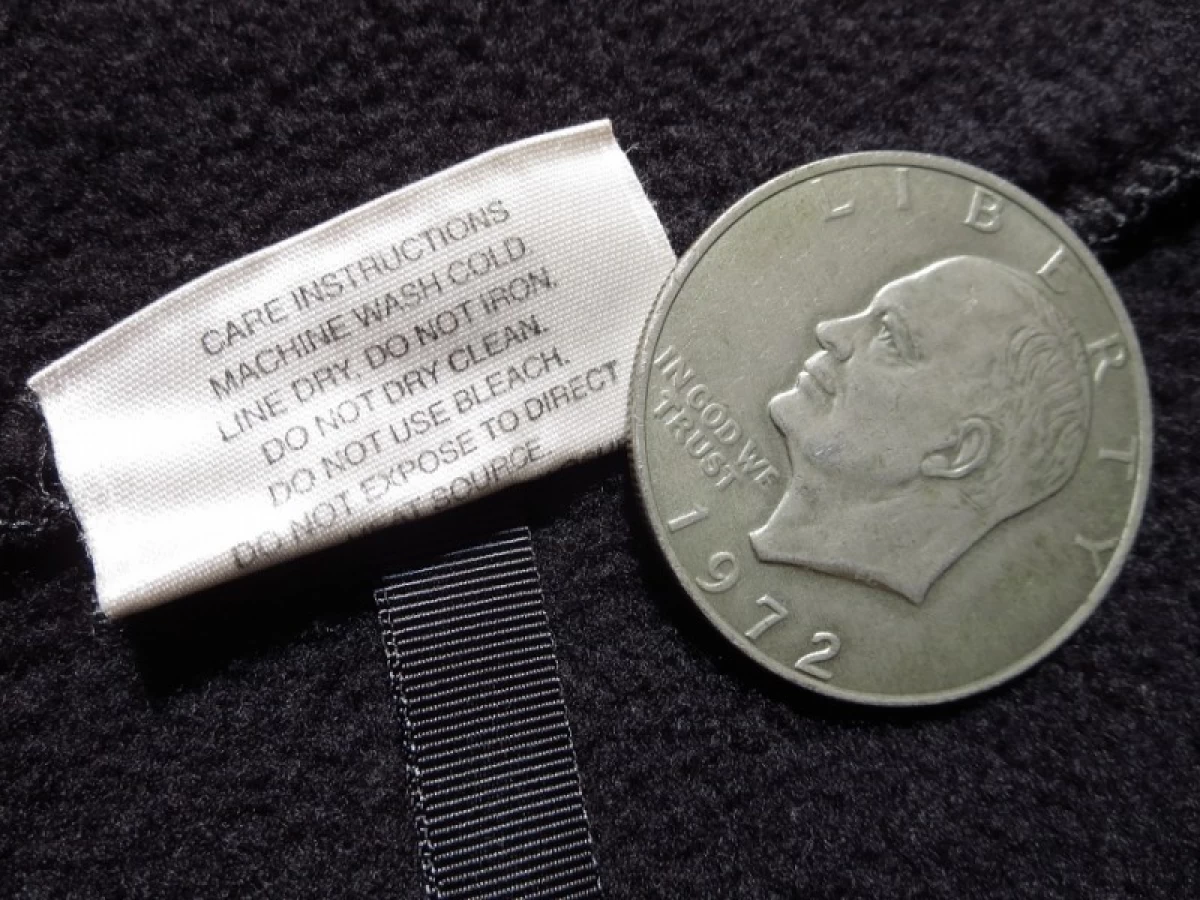 CARE INSTRUCTIONS
MACHINE WASH COLD
LINE DRY. DO NOT IRON.
DO NOT DRY CLEAN.
DO NOT USE BLEACH.
DO NOT EXPOSE TO DIRECT
SOURCE
LIBERTY
IN GOD WE
TRUST
1972